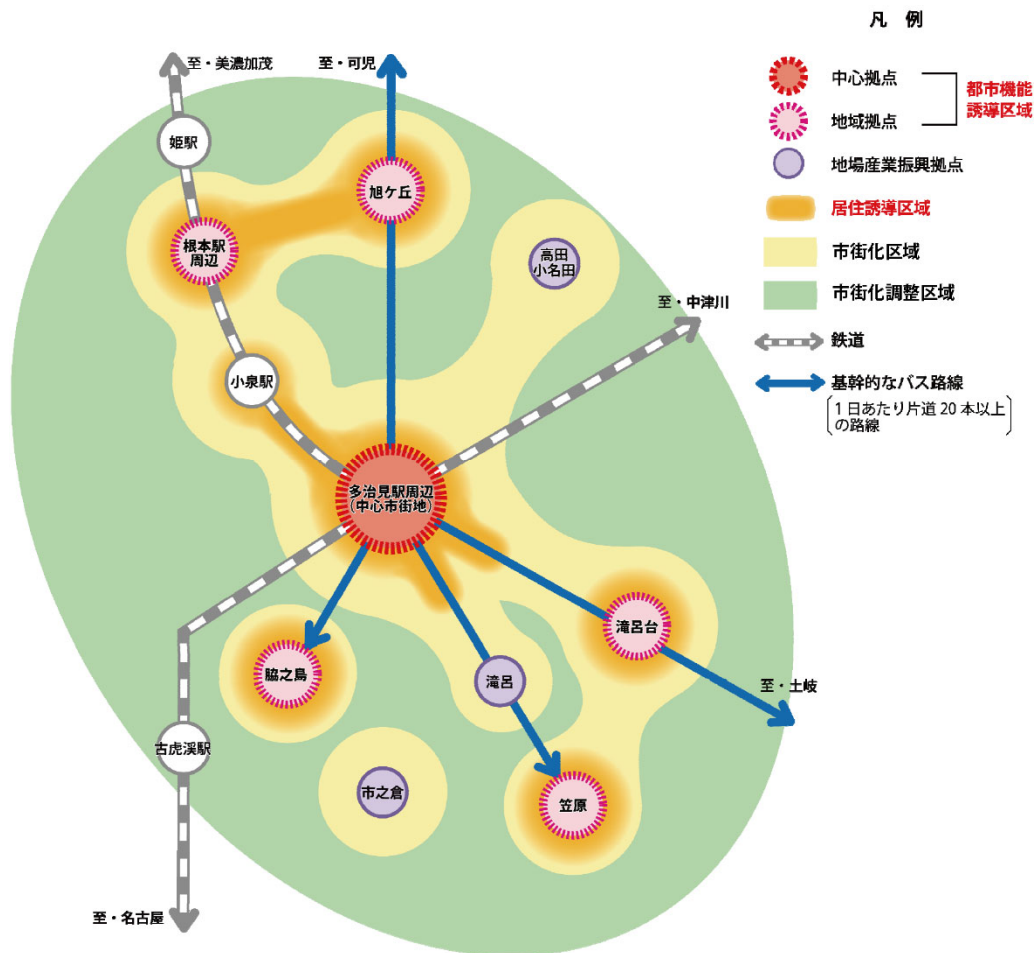 凡 例
中心拠点
地域拠点
都市機能
誘導区域
地場産業振興拠点
居住誘導区域
市街化区域
市街化調整区域
鉄道
基幹的なバス路線
1日あたり片道20本以上
の路線
至・美濃加茂
至・可児
姫駅
旭ケ丘
根本駅
周辺
高田
小名田
至・中津川
小泉駅
多治見駅周辺
(中心市街地)
滝呂台
脇之島
滝呂
至・土岐
古虎渓駅
市之倉
笠原
至・名古屋